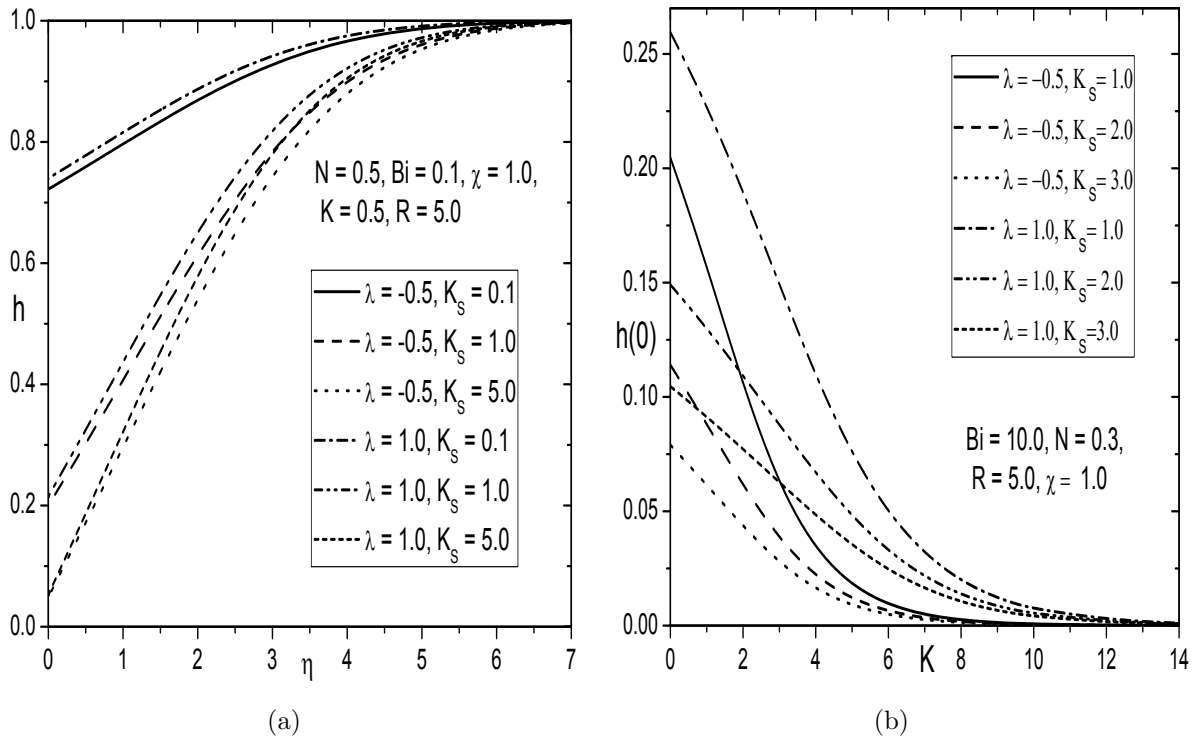 1.0
0.8
0.6
h
0.4
0.2
0.0
0 1 2 3 4 5 6 7
η
N = 0.5, Bi = 0.1, χ = 1.0,
K = 0.5, R = 5.0
λ = -0.5, K_s = 0.1
λ = -0.5, K_s = 1.0
λ = -0.5, K_s = 5.0
λ = 1.0, K_s = 0.1
λ = 1.0, K_s = 1.0
λ = 1.0, K_s = 5.0
(a)
0.25
0.20
0.15
h(0)
0.10
0.05
0.00
0 2 4 6 8 10 12 14
K
λ = −0.5, K_s= 1.0
λ = −0.5, K_s= 2.0
λ = −0.5, K_s= 3.0
λ = 1.0, K_s= 1.0
λ = 1.0, K_s= 2.0
λ = 1.0, K_s=3.0
Bi = 10.0, N = 0.3,
R = 5.0, χ = 1.0
(b)